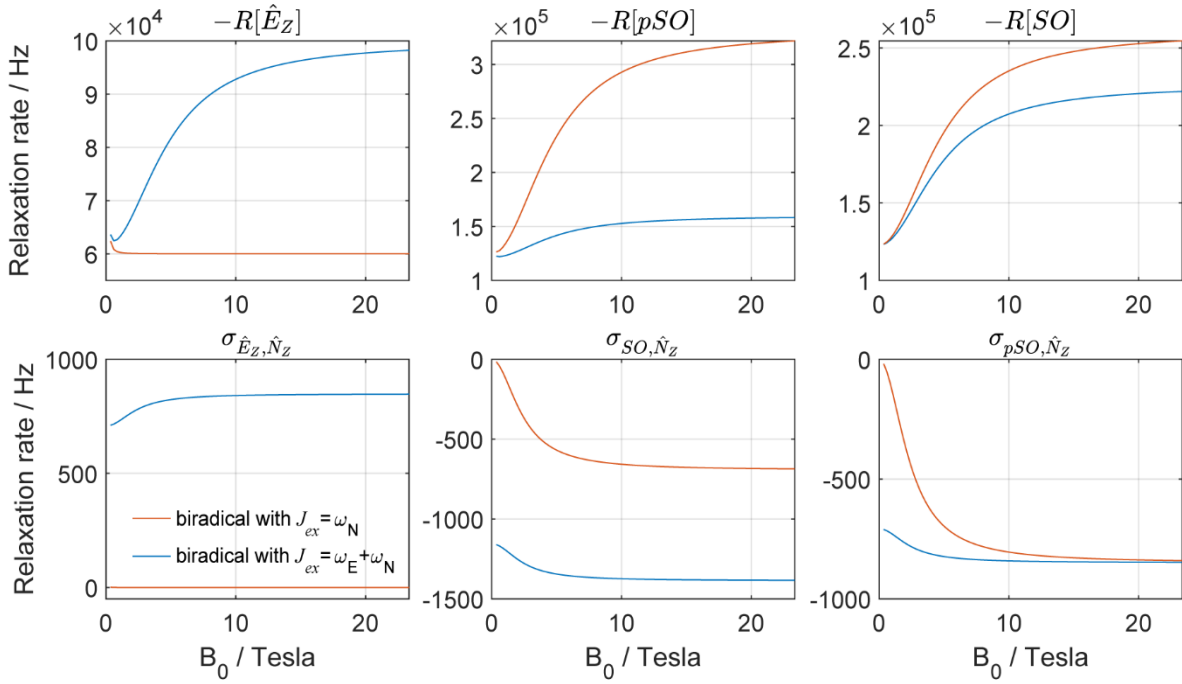 ×10⁴ −R[Ê_Z]
Relaxation rate / Hz
10
9
8
7
6
0 10 20
×10⁵ −R[pSO]
3
2.5
2
1.5
1
0 10 20
×10⁵ −R[SO]
2.5
2
1.5
1
0 10 20
σ_{Ê_Z,N̂_Z}
Relaxation rate / Hz
1000
500
0
biradical with J_ex=ω_N
biradical with J_ex=ω_E+ω_N
0 10 20
B₀ / Tesla
σ_{SO,N̂_Z}
0
-500
-1000
-1500
0 10 20
B₀ / Tesla
σ_{pSO,N̂_Z}
0
-500
-1000
0 10 20
B₀ / Tesla